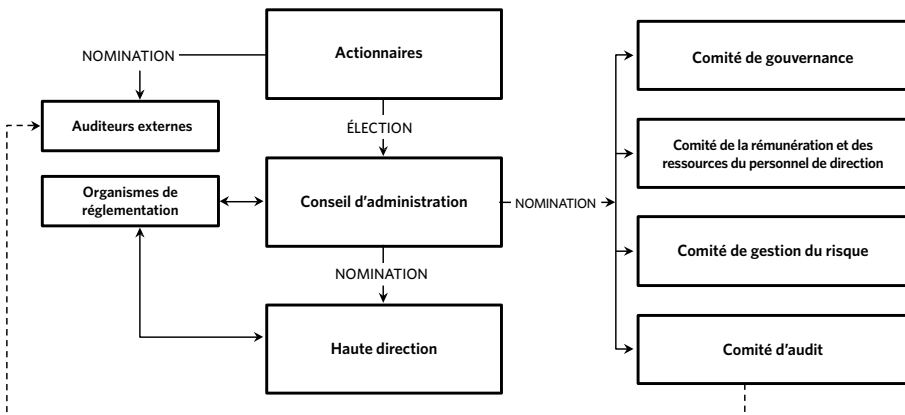 Actionnaires
NOMINATION
Auditeurs externes
ÉLECTION
Organismes de
réglementation
Conseil d'administration
NOMINATION
NOMINATION
Haute direction
Comité de gouvernance
Comité de la rémunération et des
ressources du personnel de direction
Comité de gestion du risque
Comité d'audit